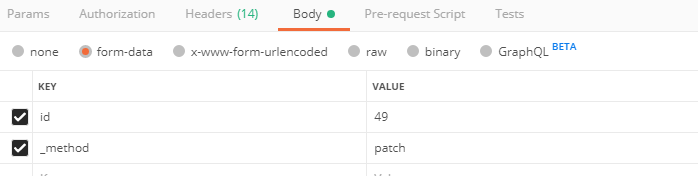 Params Authorization Headers (14) Body Pre-request Script Tests
none form-data x-www-form-urlencoded raw binary GraphQL BETA
KEY VALUE
id 49
_method patch